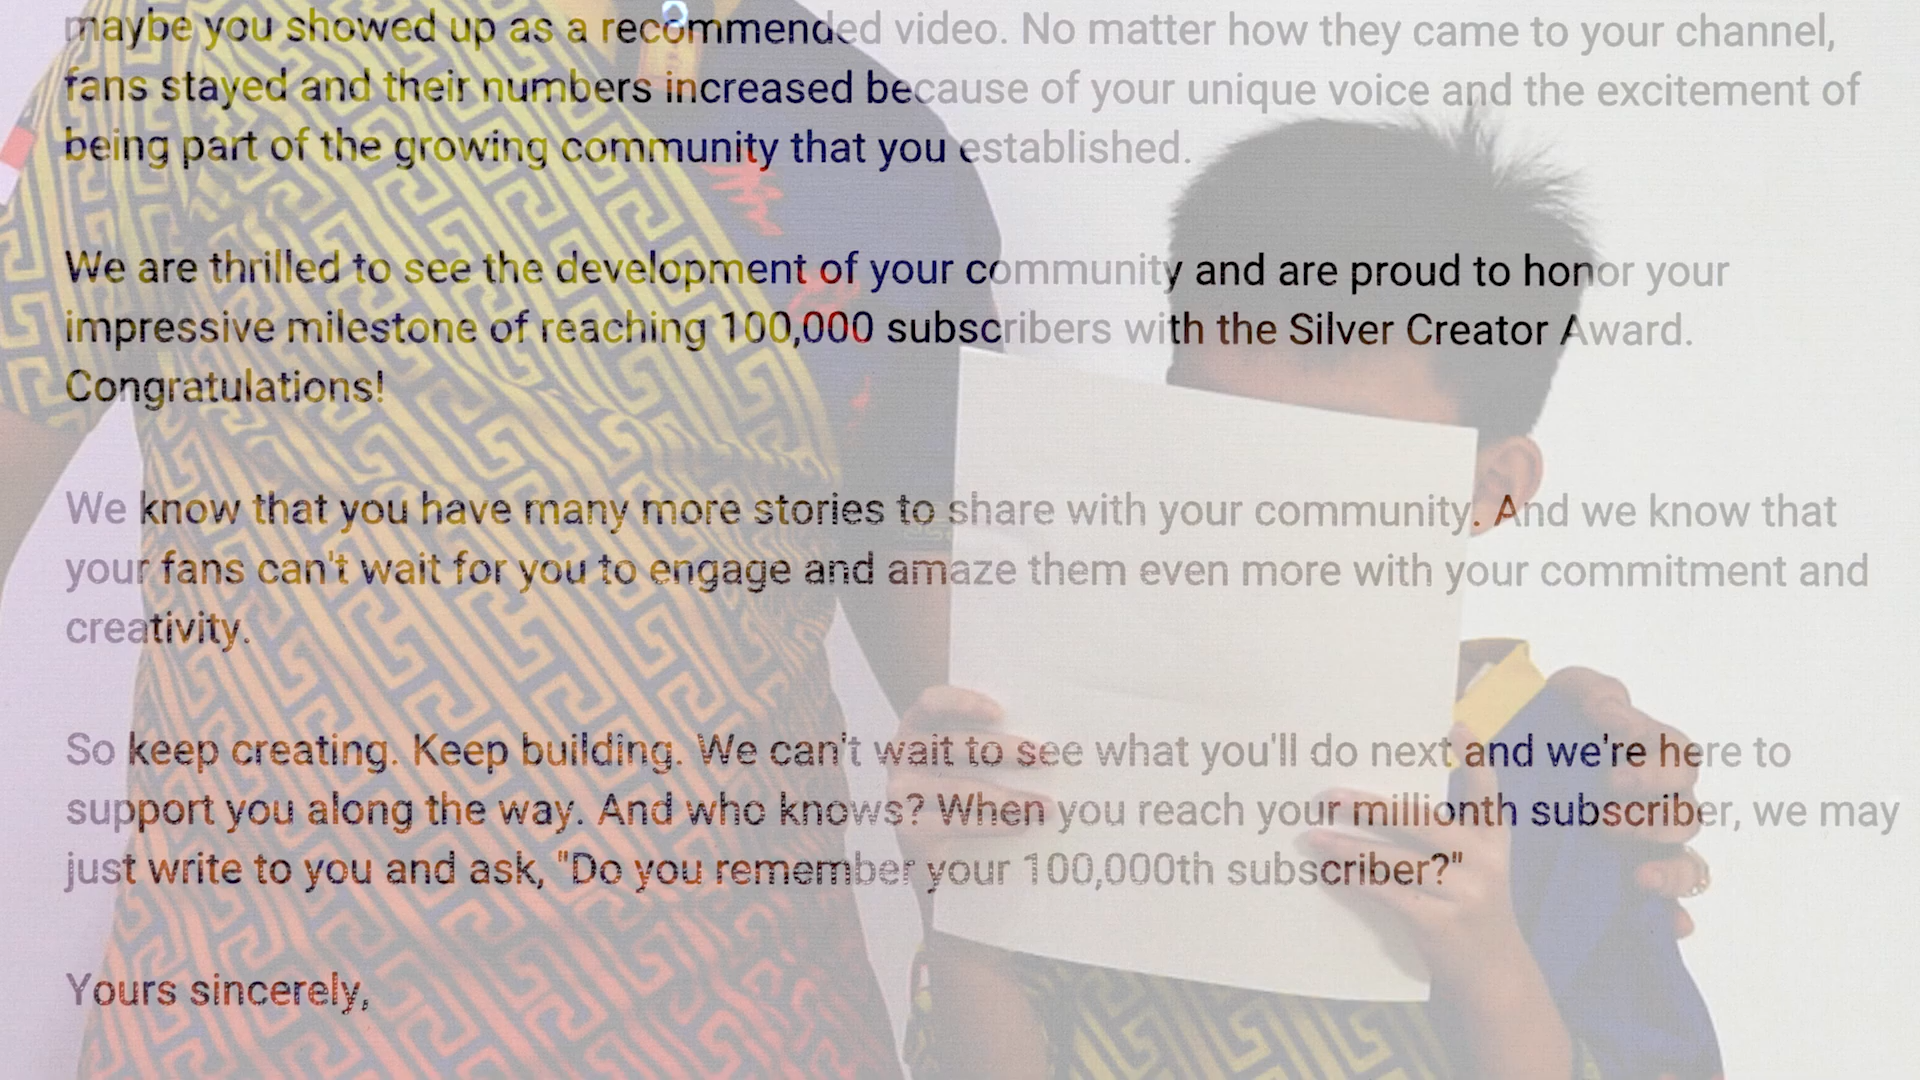 maybe you showed up as a recommended video. No matter how they came to your channel,
fans stayed and their numbers increased because of your unique voice and the excitement of
being part of the growing community that you established.
We are thrilled to see the development of your community and are proud to honor your
impressive milestone of reaching 100,000 subscribers with the Silver Creator Award.
Congratulations!
We know that you have many more stories to share with your community. And we know that
your fans can't wait for you to engage and amaze them even more with your commitment and
creativity.
So keep creating. Keep building. We can't wait to see what you'll do next and we're here to
support you along the way. And who knows? When you reach your millionth subscriber, we may
just write to you and ask, "Do you remember your 100,000th subscriber?"
Yours sincerely,